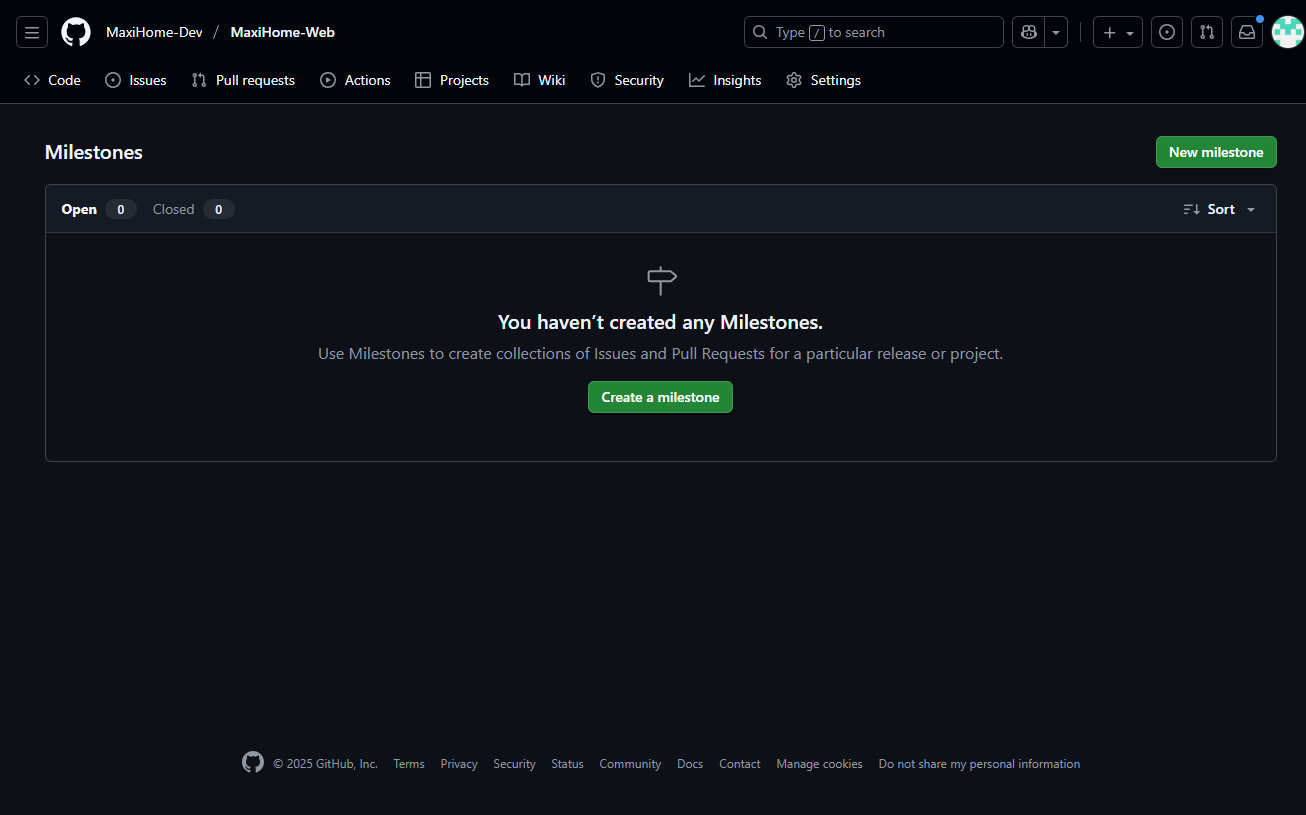 MaxiHome-Dev / MaxiHome-Web Type / to search
Code Issues Pull requests Actions Projects Wiki Security Insights Settings
Milestones New milestone
Open 0 Closed 0 Sort
You haven’t created any Milestones.
Use Milestones to create collections of Issues and Pull Requests for a particular release or project.
Create a milestone
© 2025 GitHub, Inc. Terms Privacy Security Status Community Docs Contact Manage cookies Do not share my personal information